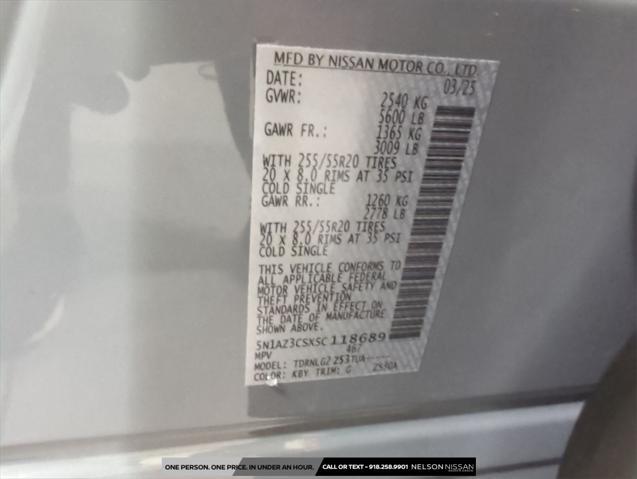 MFD BY NISSAN MOTOR CO., LTD.
DATE: 03/25
GVWR: 2540 KG
5600 LB
GAWR FR.: 1365 KG
3009 LB
WITH 255/55R20 TIRES
20 X 8.0 RIMS AT 35 PSI
COLD SINGLE
GAWR RR.: 1260 KG
2778 LB
WITH 255/55R20 TIRES
20 X 8.0 RIMS AT 35 PSI
COLD SINGLE
THIS VEHICLE CONFORMS TO
ALL APPLICABLE FEDERAL
MOTOR VEHICLE SAFETY AND
THEFT PREVENTION
STANDARDS IN EFFECT ON
THE DATE OF MANUFACTURE
SHOWN ABOVE.
5N1AZ3CSXSC118689
MPV 467
MODEL: TDRNLG2 Z53TUA-----
COLOR: KBY TRIM: G
ONE PERSON. ONE PRICE. IN UNDER AN HOUR. CALL OR TEXT - 918.258.9901 NELSON NISSAN